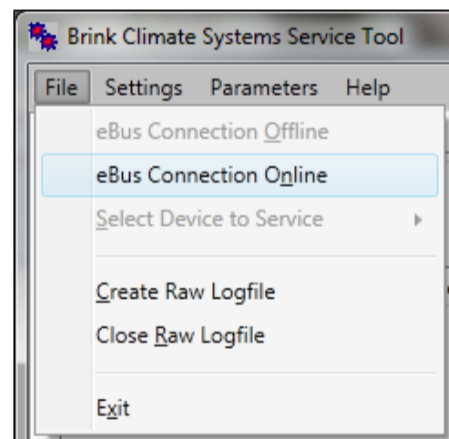 Brink Climate Systems Service Tool
File Settings Parameters Help
eBus Connection Offline
eBus Connection Online
Select Device to Service
Create Raw Logfile
Close Raw Logfile
Exit